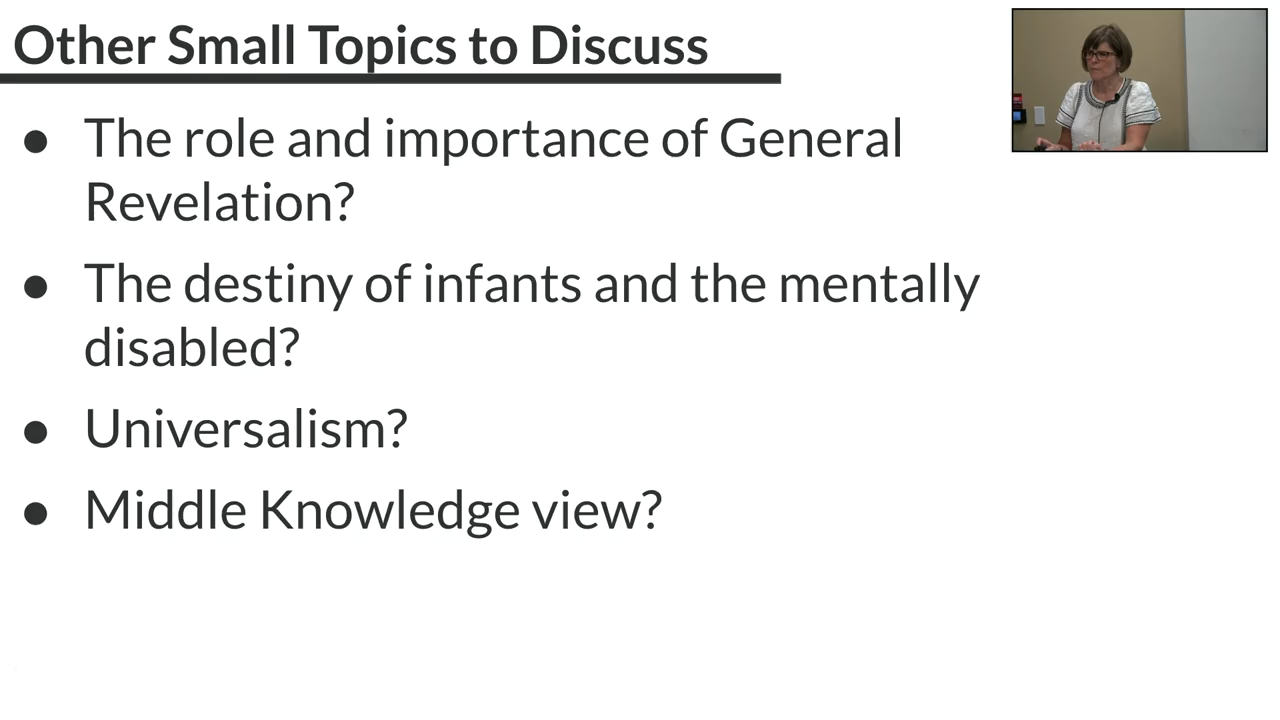 Other Small Topics to Discuss
● The role and importance of General
Revelation?
● The destiny of infants and the mentally
disabled?
● Universalism?
● Middle Knowledge view?